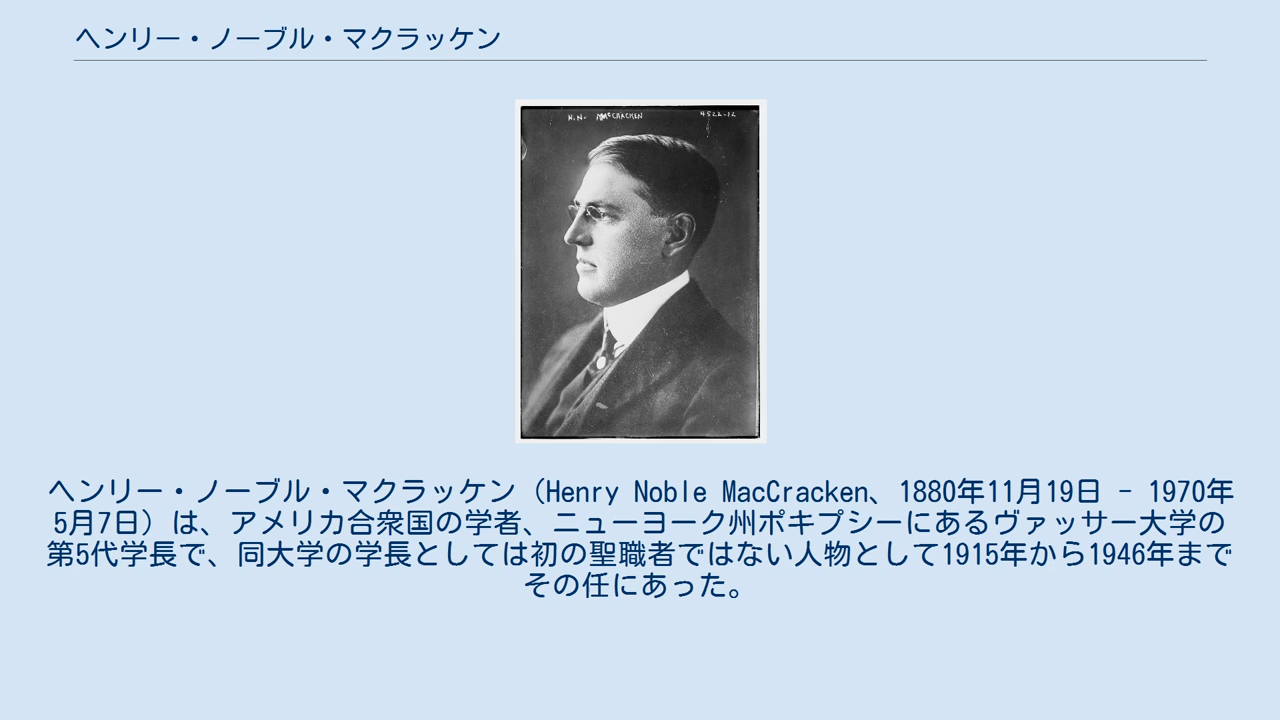 ヘンリー・ノーブル・マクラッケン
H.N. MACCRACKEN 4522-12
ヘンリー・ノーブル・マクラッケン（Henry Noble MacCracken、1880年11月19日 - 1970年
5月7日）は、アメリカ合衆国の学者、ニューヨーク州ポキプシーにあるヴァッサー大学の
第5代学長で、同大学の学長としては初の聖職者ではない人物として1915年から1946年まで
その任にあった。